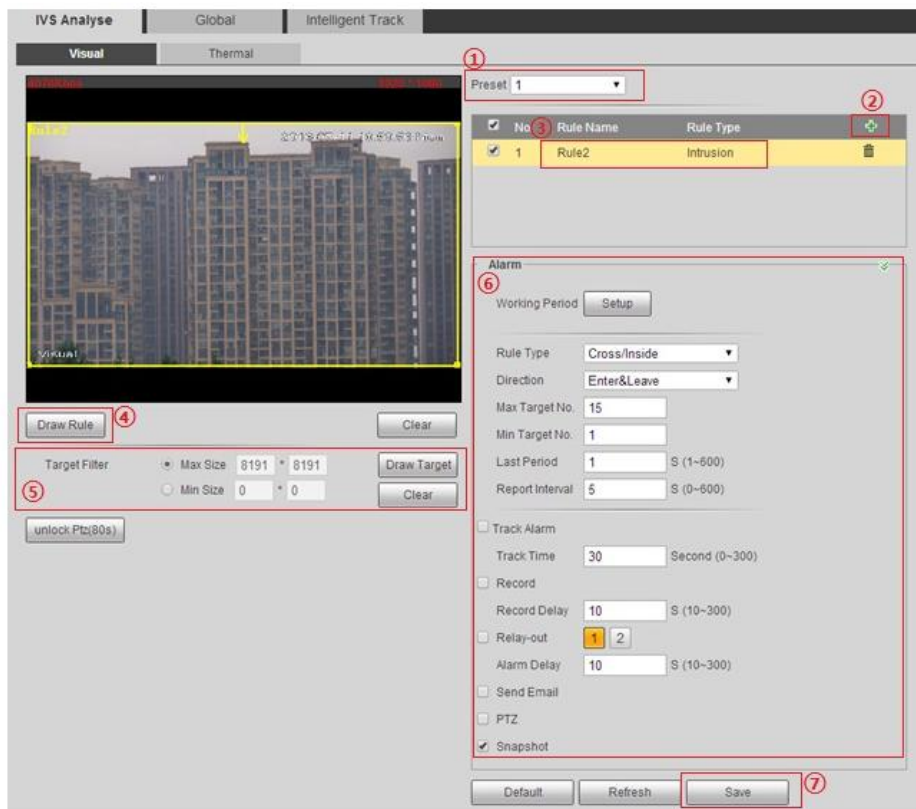 IVS Analyse Global Intelligent Track
Visual Thermal
①
Preset 1
②
No ③ Rule Name Rule Type
1 Rule2 Intrusion
Rule2
Visual
Draw Rule ④ Clear
Target Filter Max Size 8191 * 8191 Draw Target
⑤ Min Size 0 * 0 Clear
unlock Ptz(80s)
Alarm
⑥
Working Period Setup
Rule Type Cross/Inside
Direction Enter&Leave
Max Target No. 15
Min Target No. 1
Last Period 1 S (1~600)
Report Interval 5 S (0~600)
Track Alarm
Track Time 30 Second (0~300)
Record
Record Delay 10 S (10~300)
Relay-out 1 2
Alarm Delay 10 S (10~300)
Send Email
PTZ
Snapshot
Default Refresh Save ⑦